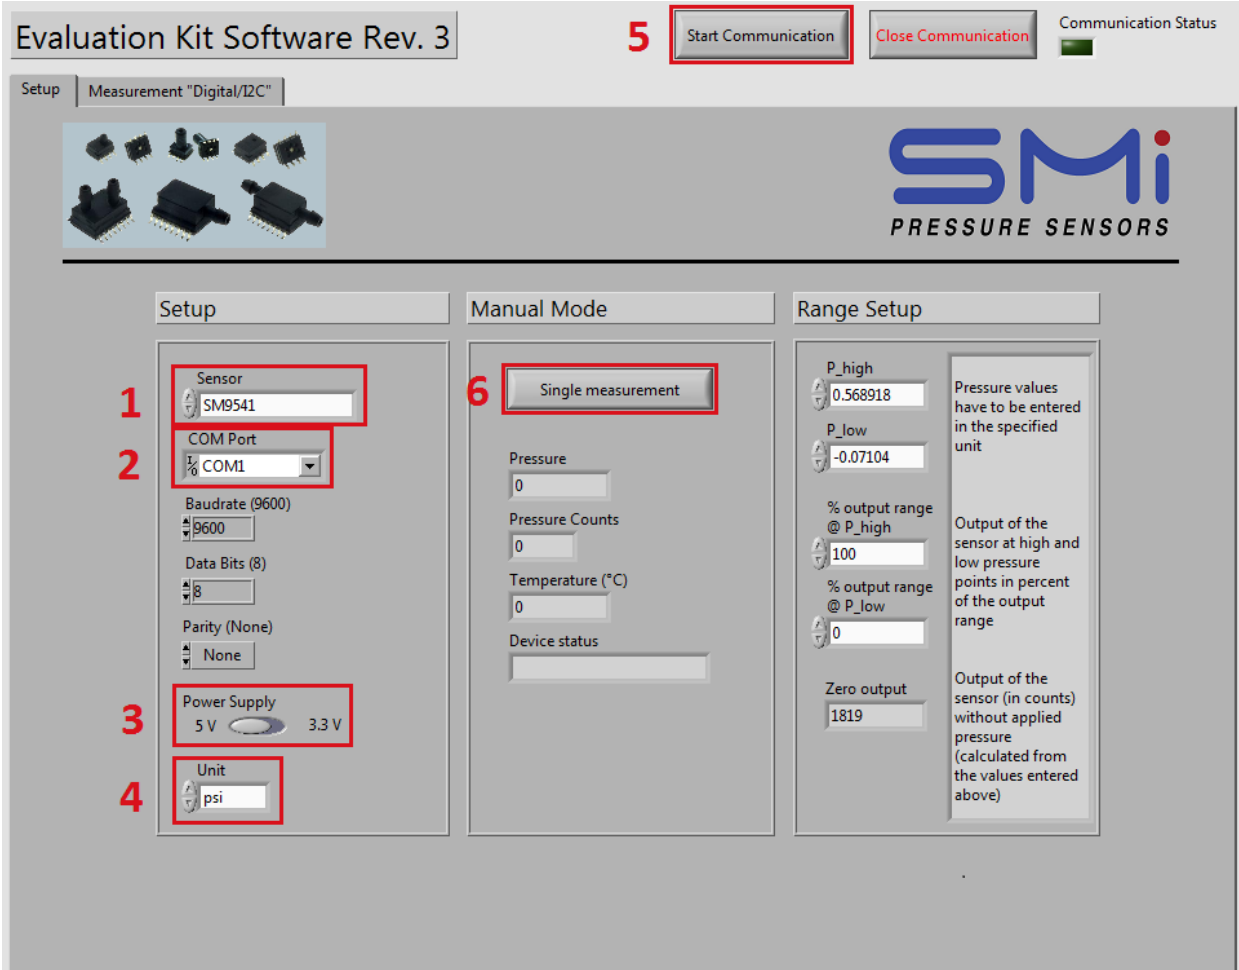 Evaluation Kit Software Rev. 3
5
Start Communication
Close Communication
Communication Status
Setup
Measurement "Digital/I2C"
SMi
PRESSURE SENSORS
Setup
1
Sensor
SM9541
2
COM Port
I/O
COM1
Baudrate (9600)
9600
Data Bits (8)
8
Parity (None)
None
3
Power Supply
5 V
3.3 V
4
Unit
psi
Manual Mode
6
Single measurement
Pressure
0
Pressure Counts
0
Temperature (°C)
0
Device status
Range Setup
P_high
0.568918
P_low
-0.07104
% output range
@ P_high
100
% output range
@ P_low
0
Zero output
1819
Pressure values
have to be entered
in the specified
unit
Output of the
sensor at high and
low pressure
points in percent
of the output
range
Output of the
sensor (in counts)
without applied
pressure
(calculated from
the values entered
above)